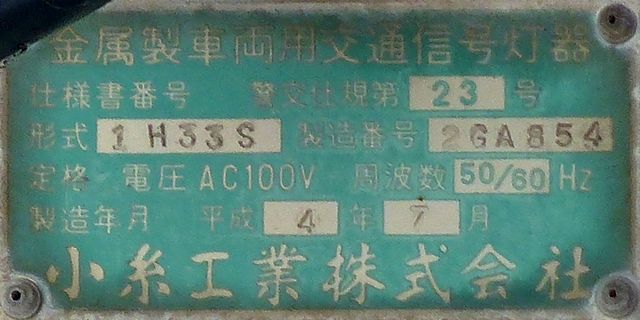 金属製車両用交通信号灯器
仕様書番号 警交仕規第 23 号
形式 1H33S 製造番号 2GA854
定格 電圧 AC100V 周波数 50/60 Hz
製造年月 平成 4 年 7 月
小糸工業株式会社